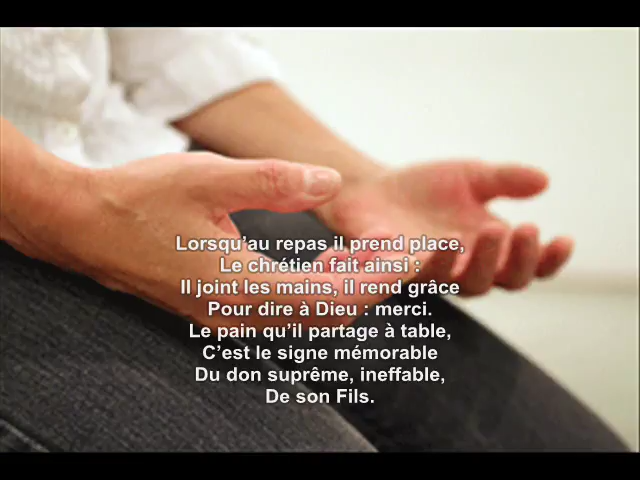 Lorsqu’au repas il prend place,
Le chrétien fait ainsi :
Il joint les mains, il rend grâce
Pour dire à Dieu : merci.
Le pain qu’il partage à table,
C’est le signe mémorable
Du don suprême, ineffable,
De son Fils.